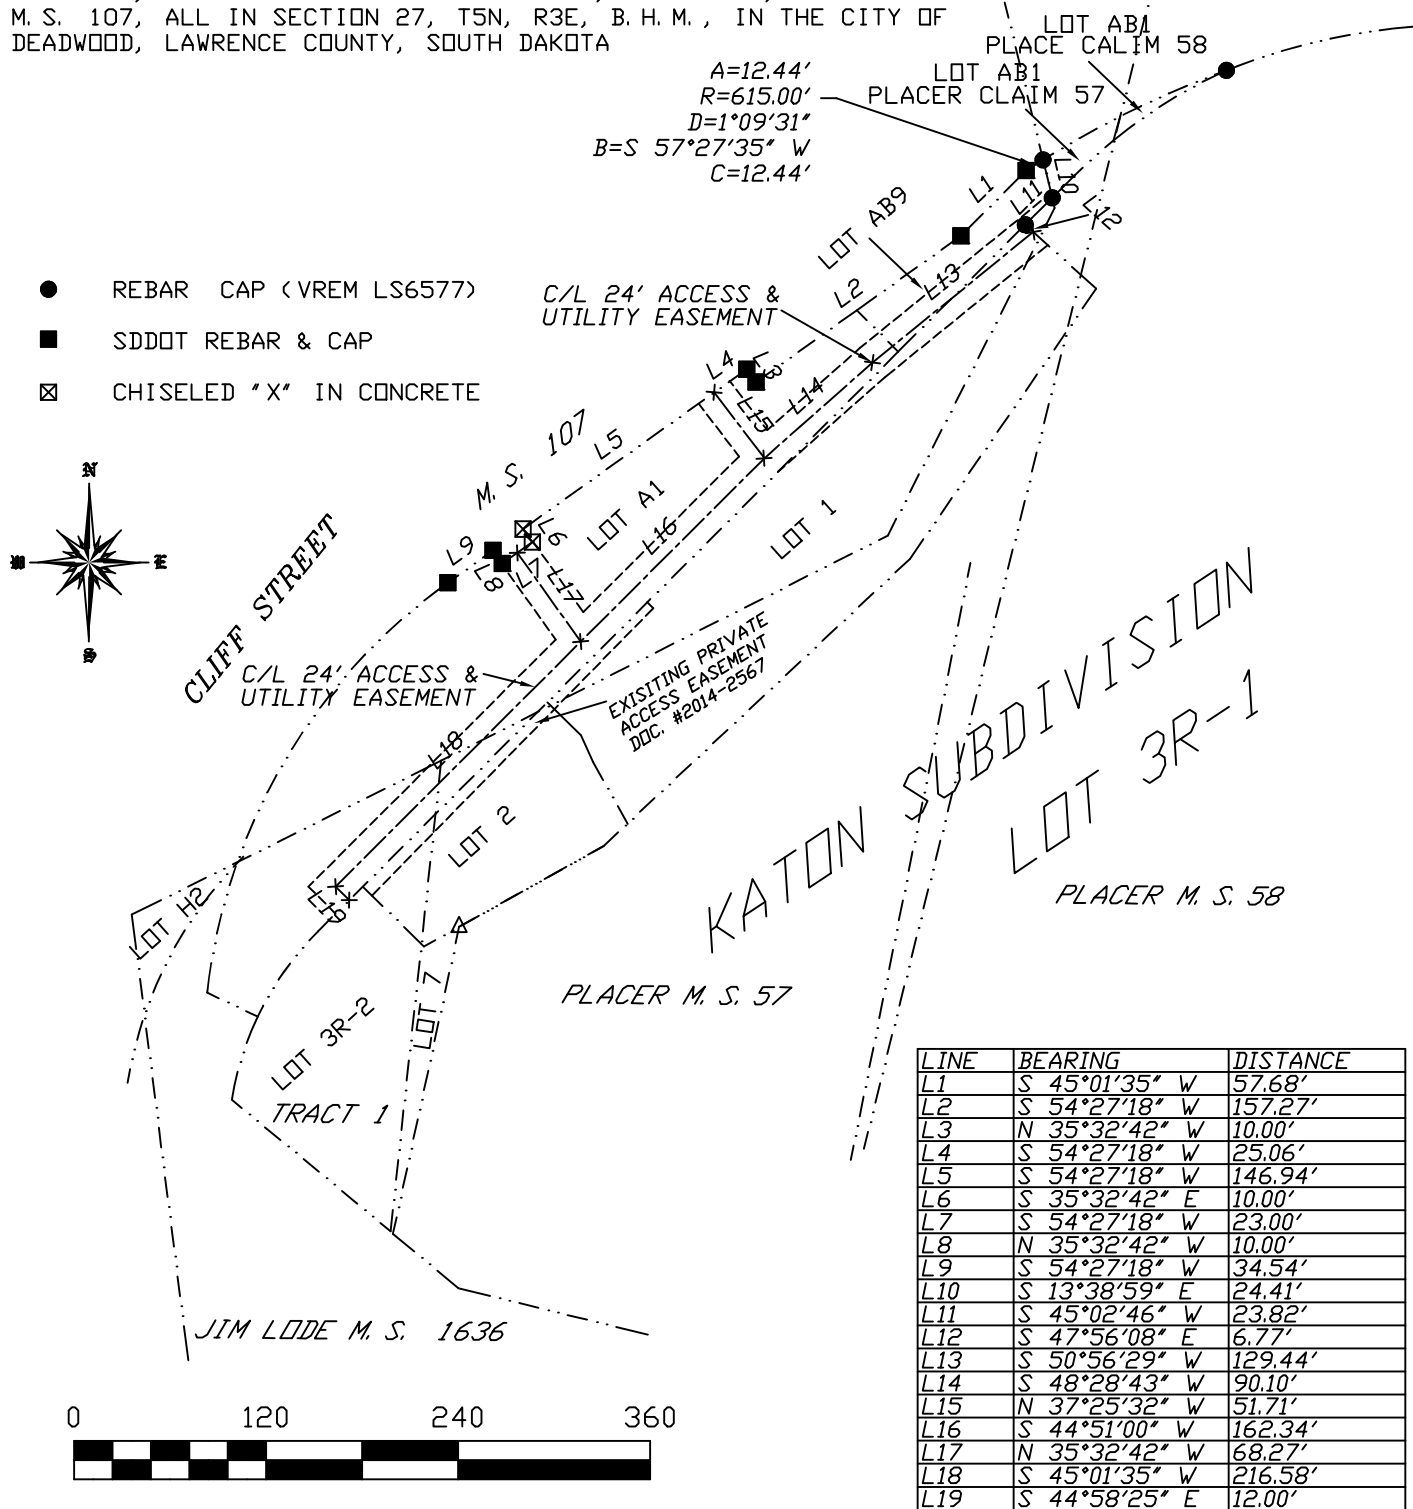 M. S. 107, ALL IN SECTION 27, T5N, R3E, B. H. M., IN THE CITY OF
DEADWOOD, LAWRENCE COUNTY, SOUTH DAKOTA
LOT AB1
PLACE CALIM 58
LOT AB1
PLACER CLAIM 57
A=12.44'
R=615.00'
D=1°09'31"
B=S 57°27'35" W
C=12.44'
L1
L10
L11
L12
LOT AB9
L2
L13
REBAR CAP (VREM LS6577)
SDDOT REBAR & CAP
CHISELED "X" IN CONCRETE
C/L 24' ACCESS &
UTILITY EASEMENT
L4
L3
L14
L15
M. S. 107
L5
LOT A1
L16
LOT 1
L6
L9
L8
L7
L17
N
W
E
S
CLIFF STREET
C/L 24' ACCESS &
UTILITY EASEMENT
EXISITING PRIVATE
ACCESS EASEMENT
DOC. #2014-2567
L18
LOT 2
L19
LOT H2
KATON SUBDIVISION
LOT 3R-1
PLACER M. S. 58
PLACER M. S. 57
LOT 7
LOT 3R-2
TRACT 1
JIM LODE M. S. 1636
0 120 240 360
LINE BEARING DISTANCE
L1 S 45°01'35" W 57.68'
L2 S 54°27'18" W 157.27'
L3 N 35°32'42" W 10.00'
L4 S 54°27'18" W 25.06'
L5 S 54°27'18" W 146.94'
L6 S 35°32'42" E 10.00'
L7 S 54°27'18" W 23.00'
L8 N 35°32'42" W 10.00'
L9 S 54°27'18" W 34.54'
L10 S 13°38'59" E 24.41'
L11 S 45°02'46" W 23.82'
L12 S 47°56'08" E 6.77'
L13 S 50°56'29" W 129.44'
L14 S 48°28'43" W 90.10'
L15 N 37°25'32" W 51.71'
L16 S 44°51'00" W 162.34'
L17 N 35°32'42" W 68.27'
L18 S 45°01'35" W 216.58'
L19 S 44°58'25" E 12.00'